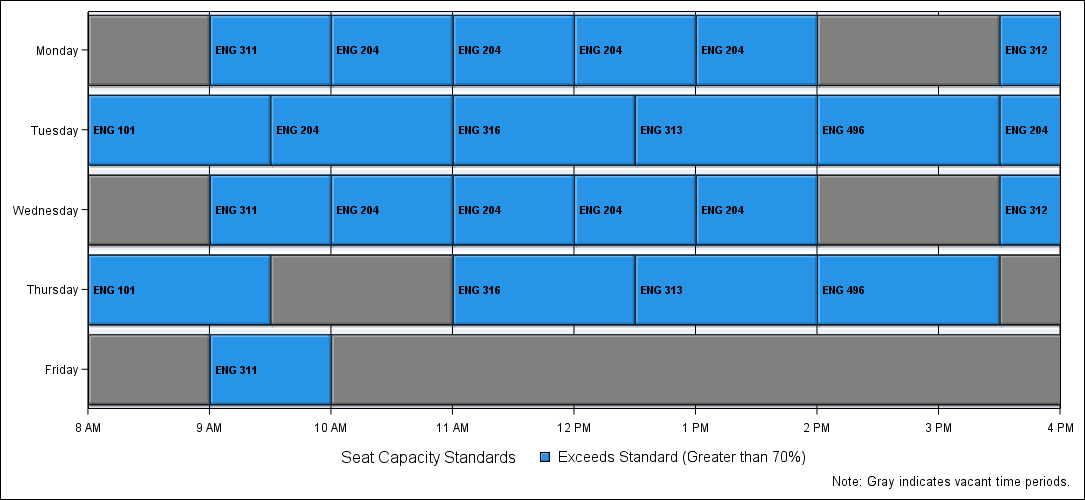 Monday ENG 311 ENG 204 ENG 204 ENG 204 ENG 204 ENG 312
Tuesday ENG 101 ENG 204 ENG 316 ENG 313 ENG 496 ENG 204
Wednesday ENG 311 ENG 204 ENG 204 ENG 204 ENG 204 ENG 312
Thursday ENG 101 ENG 316 ENG 313 ENG 496
Friday ENG 311
8 AM 9 AM 10 AM 11 AM 12 PM 1 PM 2 PM 3 PM 4 PM
Seat Capacity Standards Exceeds Standard (Greater than 70%)
Note: Gray indicates vacant time periods.